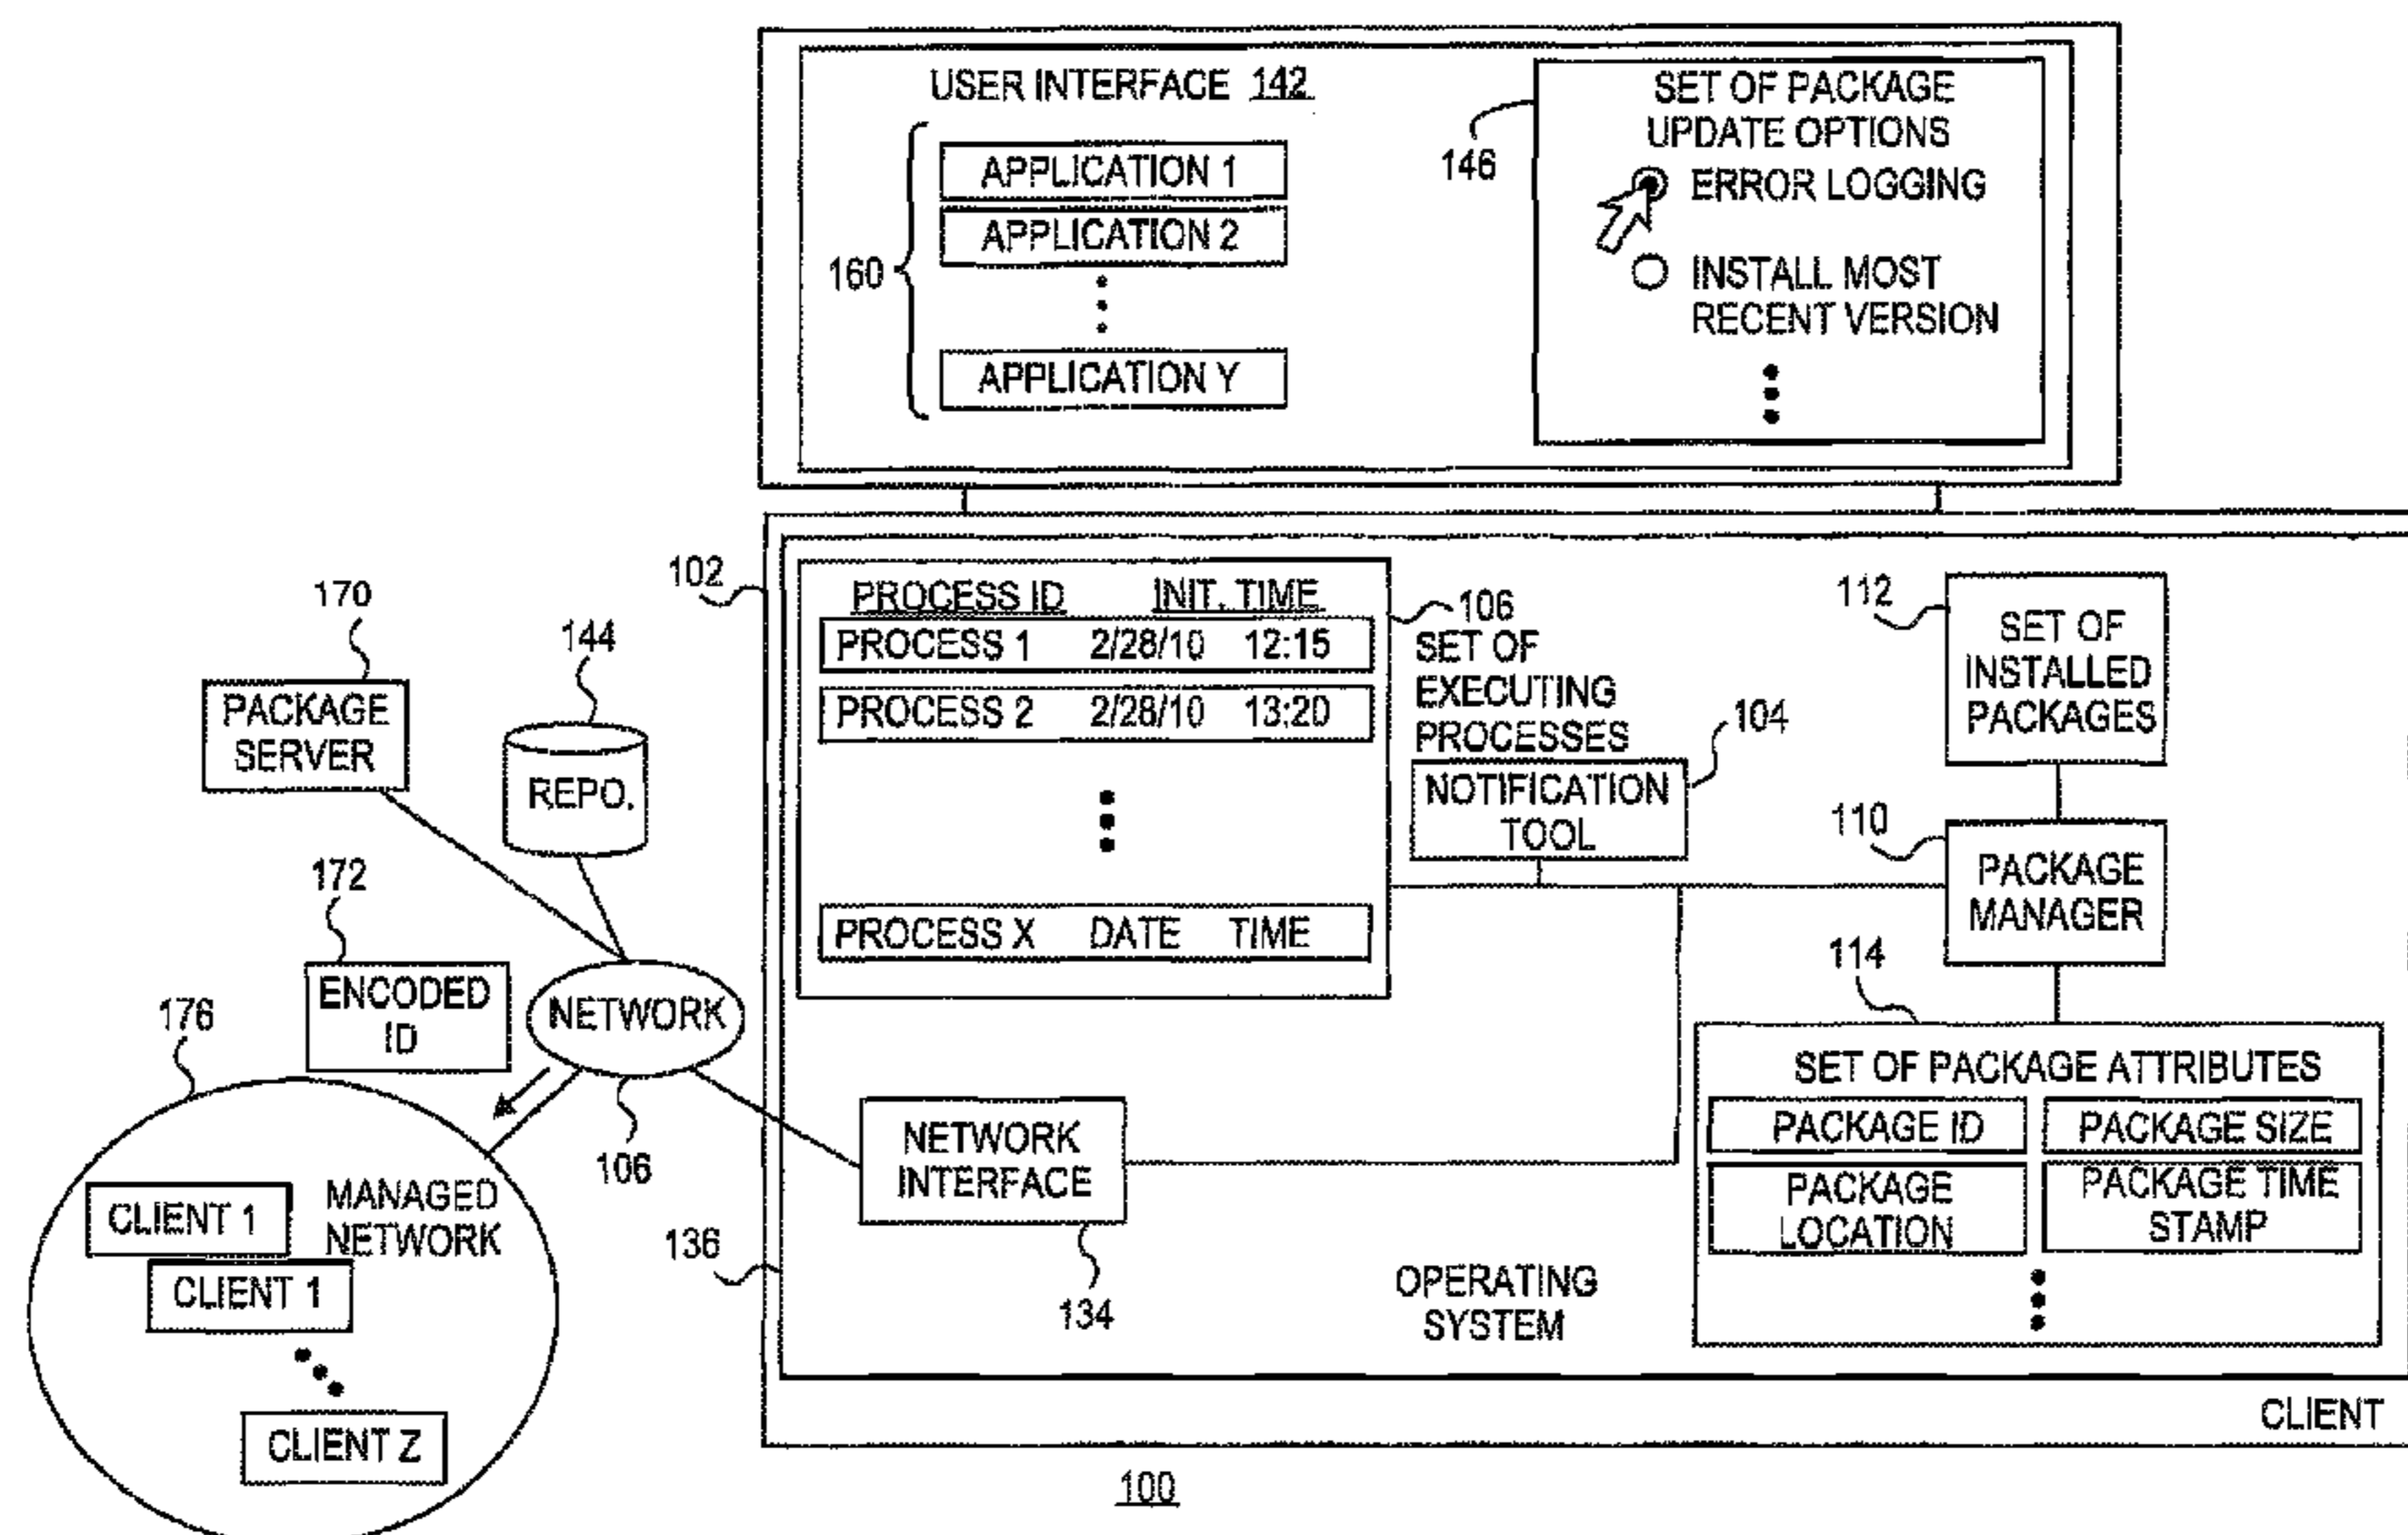 USER INTERFACE 142
160
APPLICATION 1
APPLICATION 2
APPLICATION Y
146
SET OF PACKAGE
UPDATE OPTIONS
ERROR LOGGING
INSTALL MOST
RECENT VERSION
102
PROCESS ID INIT. TIME
PROCESS 1 2/28/10 12:15
PROCESS 2 2/28/10 13:20
PROCESS X DATE TIME
106
SET OF
EXECUTING
PROCESSES
104
NOTIFICATION
TOOL
112
SET OF
INSTALLED
PACKAGES
110
PACKAGE
MANAGER
114
SET OF PACKAGE ATTRIBUTES
PACKAGE ID
PACKAGE SIZE
PACKAGE
LOCATION
PACKAGE TIME
STAMP
170
PACKAGE
SERVER
144
REPO.
172
ENCODED
ID
NETWORK
106
176
MANAGED
NETWORK
CLIENT 1
CLIENT 1
CLIENT Z
NETWORK
INTERFACE
134
136
OPERATING
SYSTEM
CLIENT
100